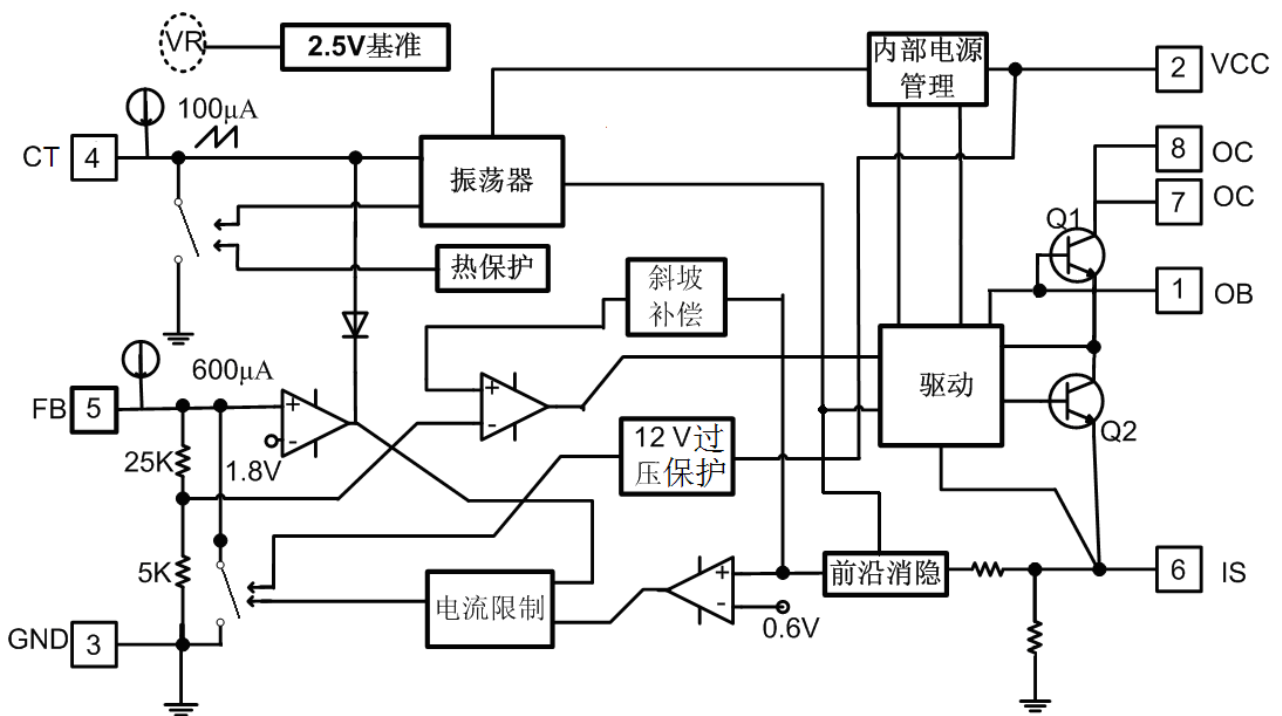 VR
2.5V基准
内部电源
管理
2
VCC
100μA
CT
4
振荡器
8
OC
7
OC
Q1
热保护
斜坡
补偿
1
OB
600μA
FB
5
+
-
1.8V
+
-
驱动
Q2
25K
12 V过
压保护
5K
电流限制
+
-
0.6V
前沿消隐
6
IS
GND
3